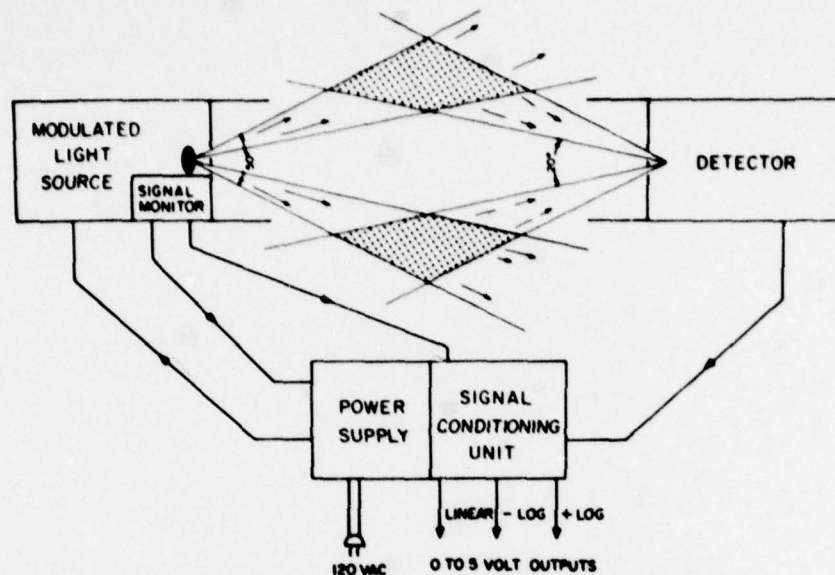 MODULATED
LIGHT
SOURCE
SIGNAL
MONITOR
DETECTOR
POWER
SUPPLY
SIGNAL
CONDITIONING
UNIT
LINEAR - LOG + LOG
120 VAC 0 TO 5 VOLT OUTPUTS